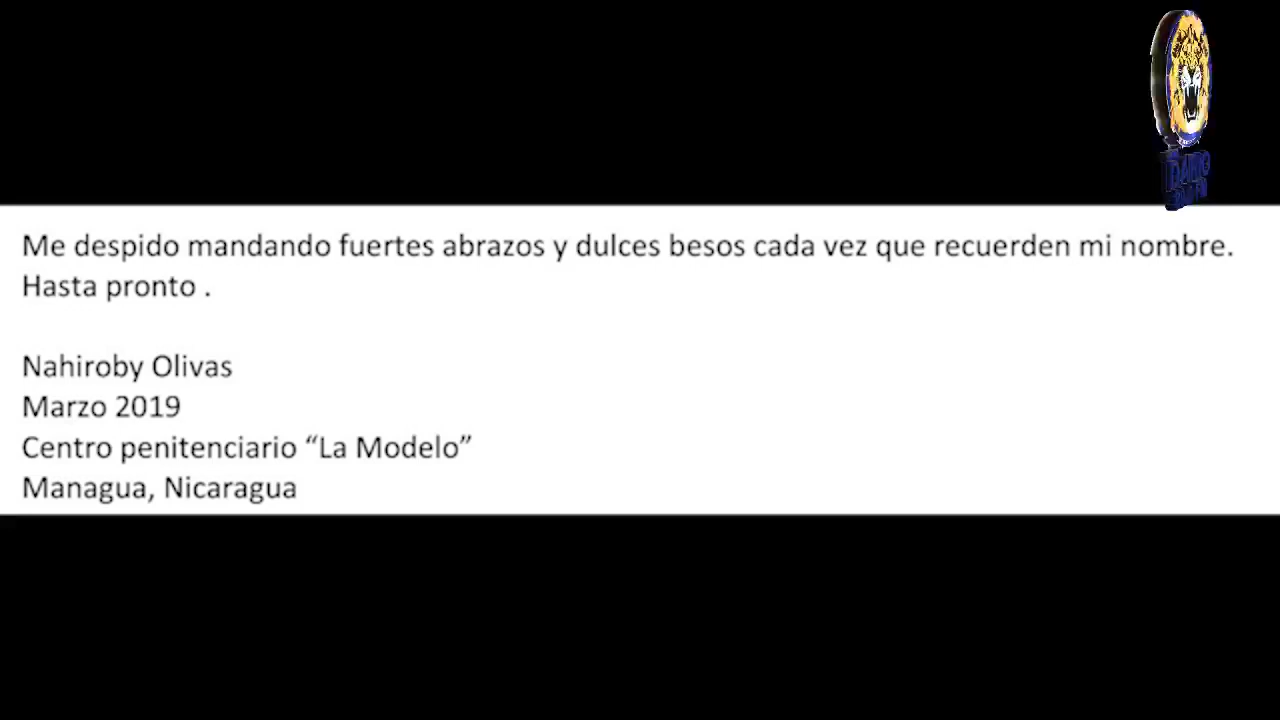 Me despido mandando fuertes abrazos y dulces besos cada vez que recuerden mi nombre.
Hasta pronto .
Nahiroby Olivas
Marzo 2019
Centro penitenciario “La Modelo”
Managua, Nicaragua